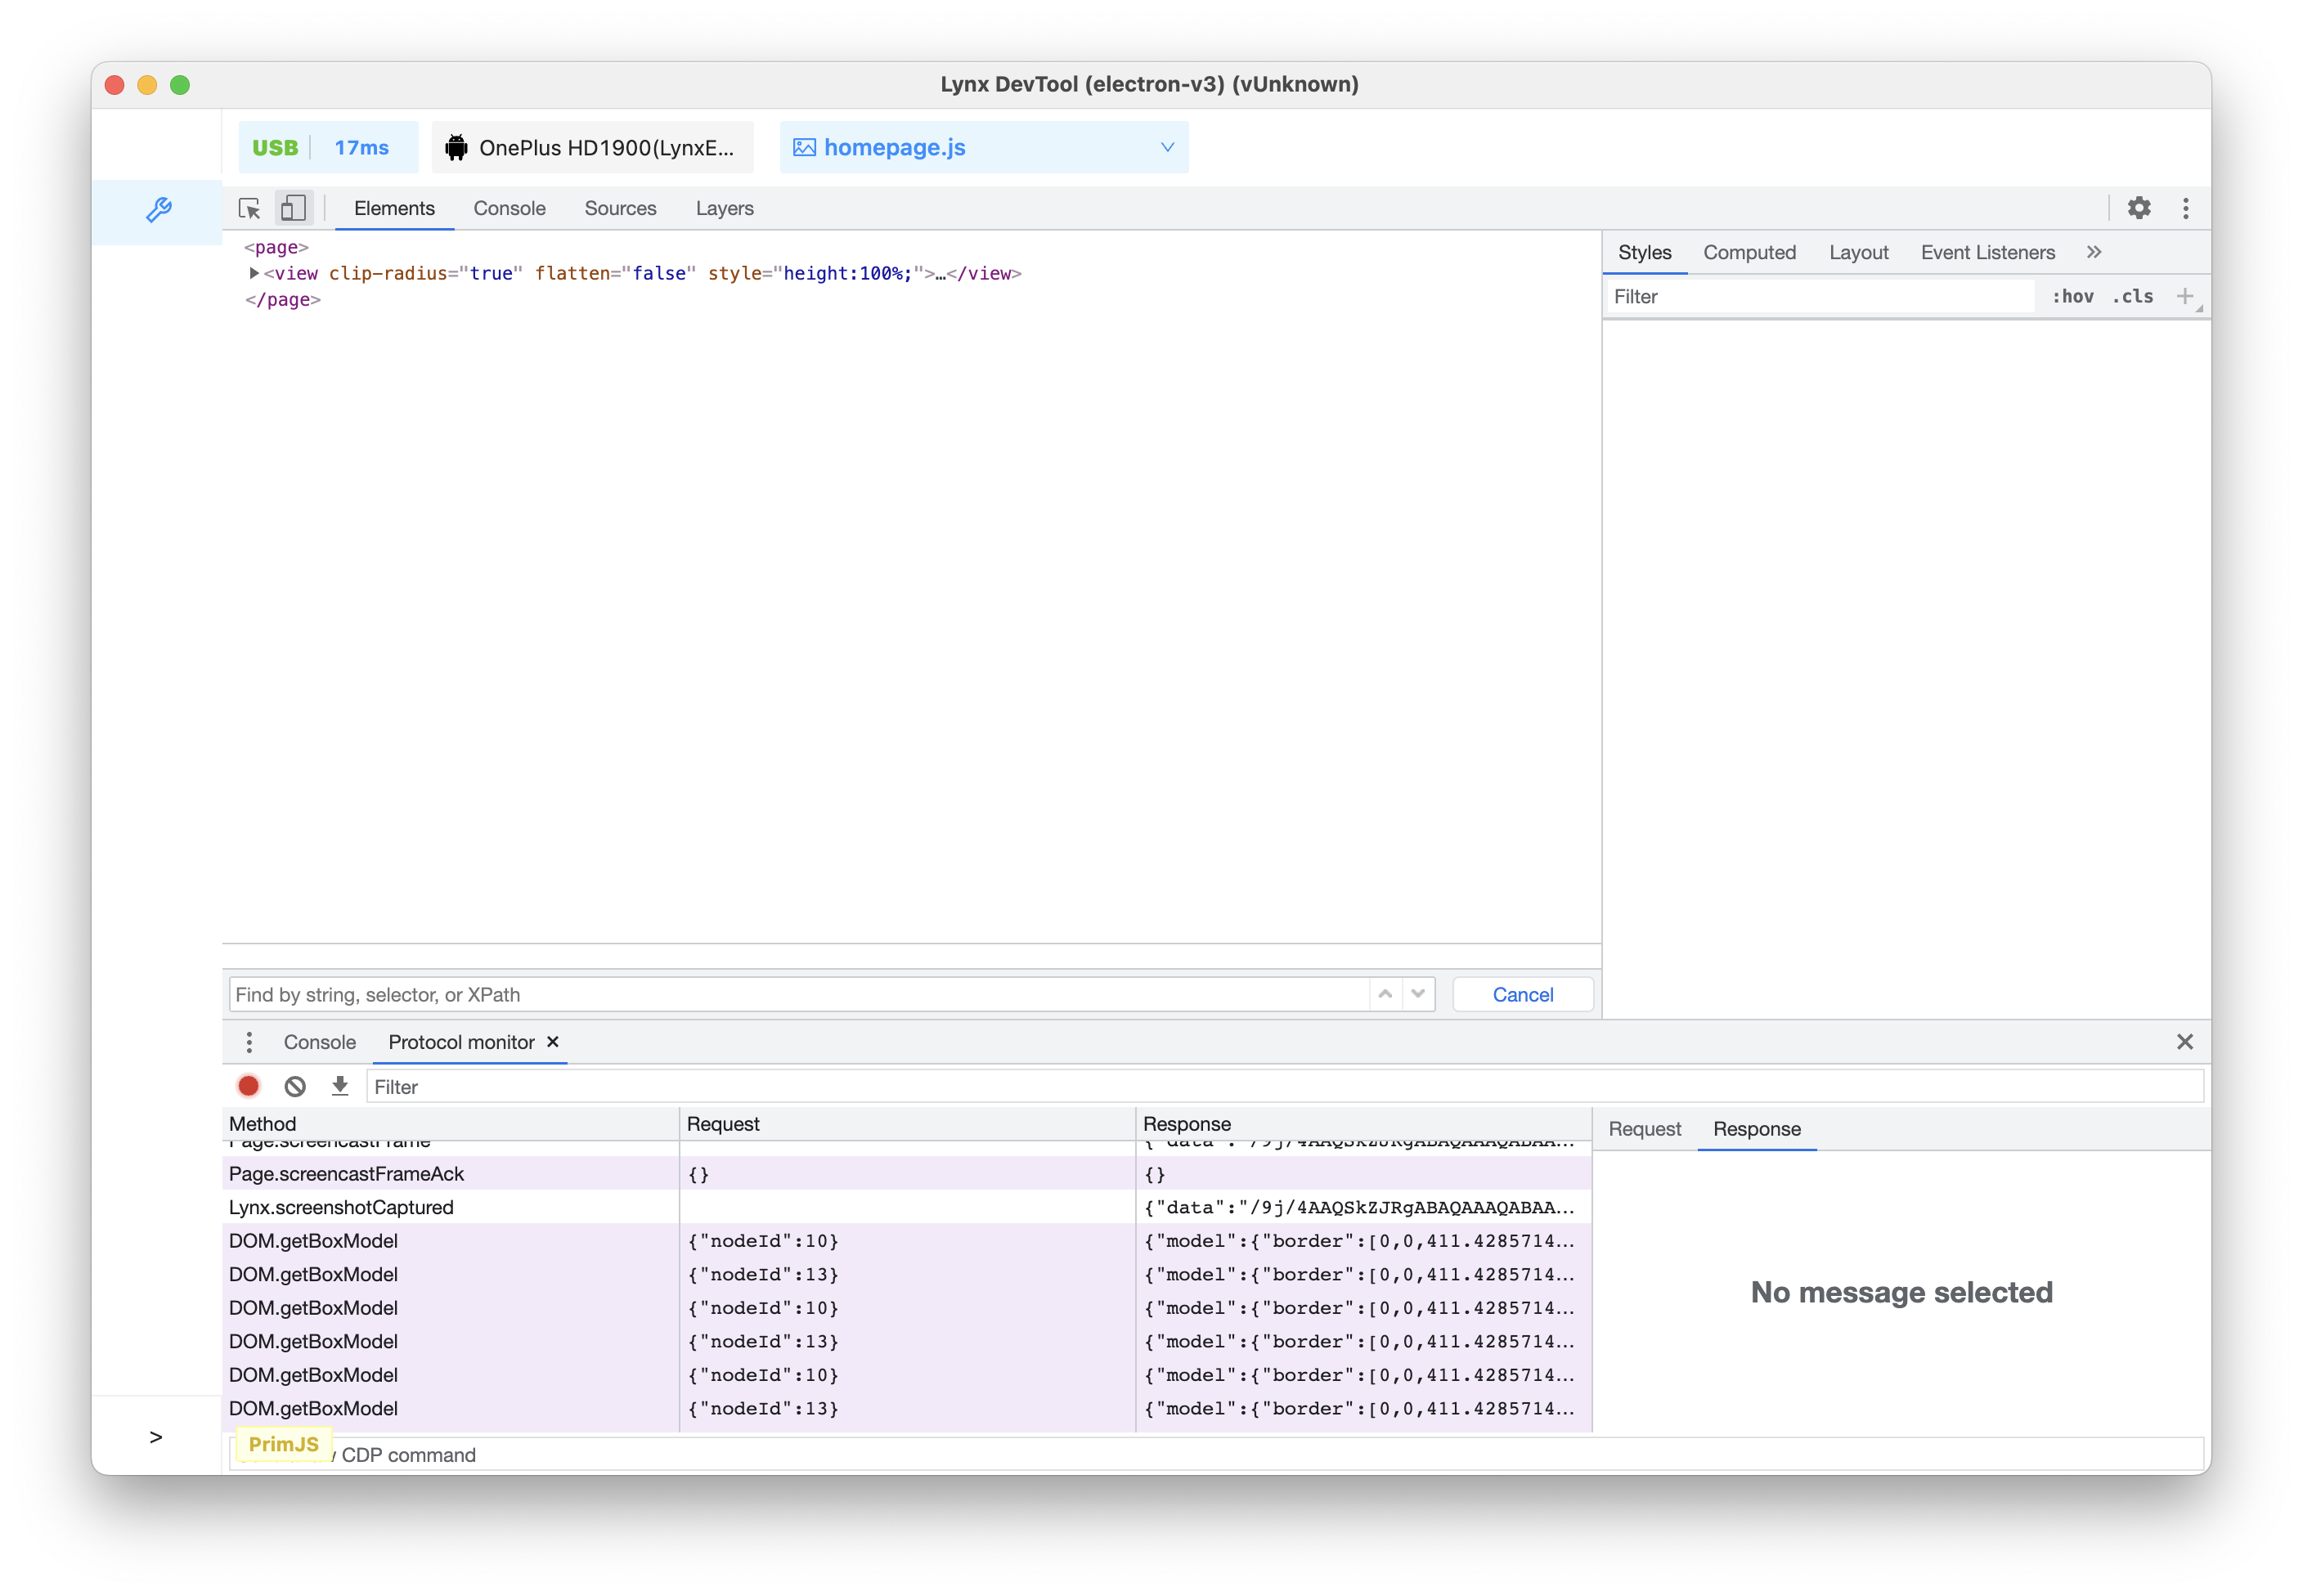 Lynx DevTool (electron-v3) (vUnknown)
USB 17ms OnePlus HD1900(LynxE... homepage.js
Elements Console Sources Layers
<page>
<view clip-radius="true" flatten="false" style="height:100%;">…</view>
</page>
Styles Computed Layout Event Listeners »
Filter :hov .cls +
Find by string, selector, or XPath Cancel
Console Protocol monitor ×
Filter
Method Request Response
Page.screencastFrame {"data":"/9j/4AAQSkZJRgABAQAAAQABAA...
Page.screencastFrameAck {} {}
Lynx.screenshotCaptured {"data":"/9j/4AAQSkZJRgABAQAAAQABAA...
DOM.getBoxModel {"nodeId":10} {"model":{"border":[0,0,411.4285714...
DOM.getBoxModel {"nodeId":13} {"model":{"border":[0,0,411.4285714...
DOM.getBoxModel {"nodeId":10} {"model":{"border":[0,0,411.4285714...
DOM.getBoxModel {"nodeId":13} {"model":{"border":[0,0,411.4285714...
DOM.getBoxModel {"nodeId":10} {"model":{"border":[0,0,411.4285714...
DOM.getBoxModel {"nodeId":13} {"model":{"border":[0,0,411.4285714...
Request Response
No message selected
>
PrimJS
CDP command